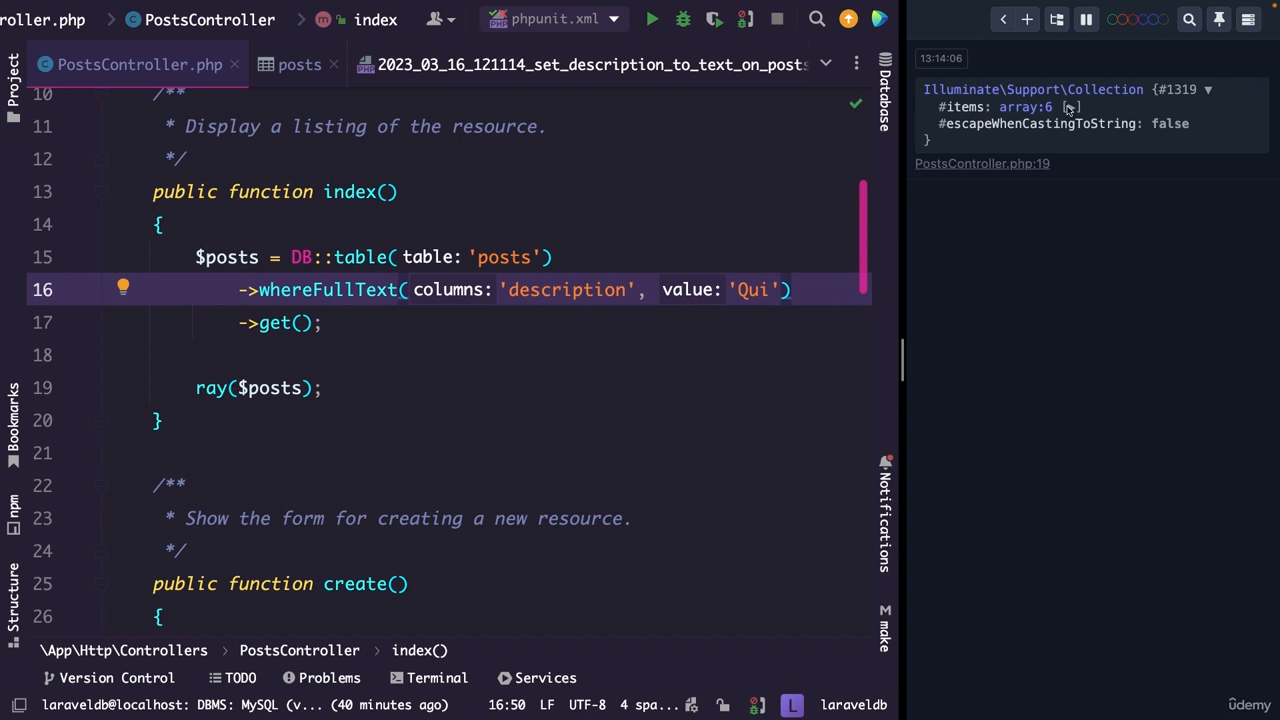 roller.php > PostsController > m index
phpunit.xml
PostsController.php
posts
2023_03_16_121114_set_description_to_text_on_posts
Project
Bookmarks
npm
Structure
10 /**
11 * Display a listing of the resource.
12 */
13 public function index()
14 {
15 $posts = DB::table( table: 'posts')
16 ->whereFullText( columns: 'description', value: 'Qui')
17 ->get();
18
19 ray($posts);
20 }
21
22 /**
23 * Show the form for creating a new resource.
24 */
25 public function create()
26 {
Database
Notifications
M make
\App\Http\Controllers > PostsController > index()
Version Control TODO Problems Terminal Services
laraveldb@localhost: DBMS: MySQL (v... (40 minutes ago) 16:50 LF UTF-8 4 spa... L laraveldb
13:14:06
Illuminate\Support\Collection {#1319 ▼
#items: array:6 [▶]
#escapeWhenCastingToString: false
}
PostsController.php:19
ûdemy